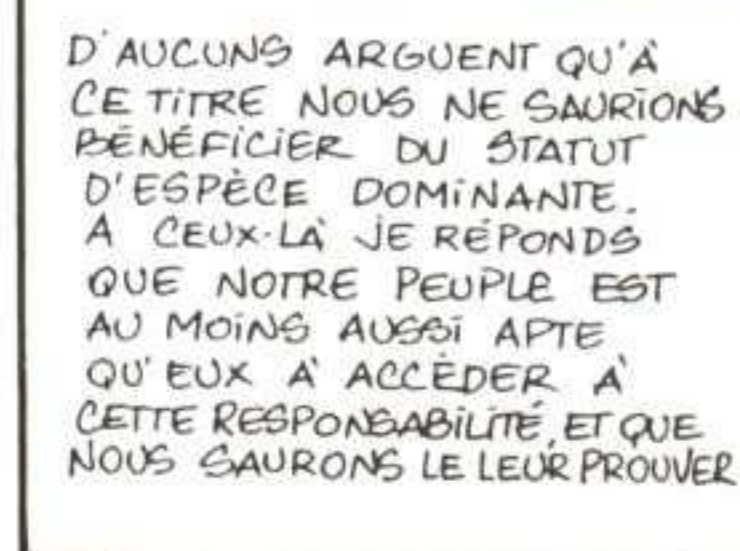 D'AUCUNS ARGUENT QU'À
CE TITRE NOUS NE SAURIONS
BÉNÉFICIER DU STATUT
D'ESPÈCE DOMINANTE.
A CEUX-LÀ JE RÉPONDS
QUE NOTRE PEUPLE EST
AU MOINS AUSSI APTE
QU'EUX À ACCÉDER À
CETTE RESPONSABILITÉ, ET QUE
NOUS SAURONS LE LEUR PROUVER